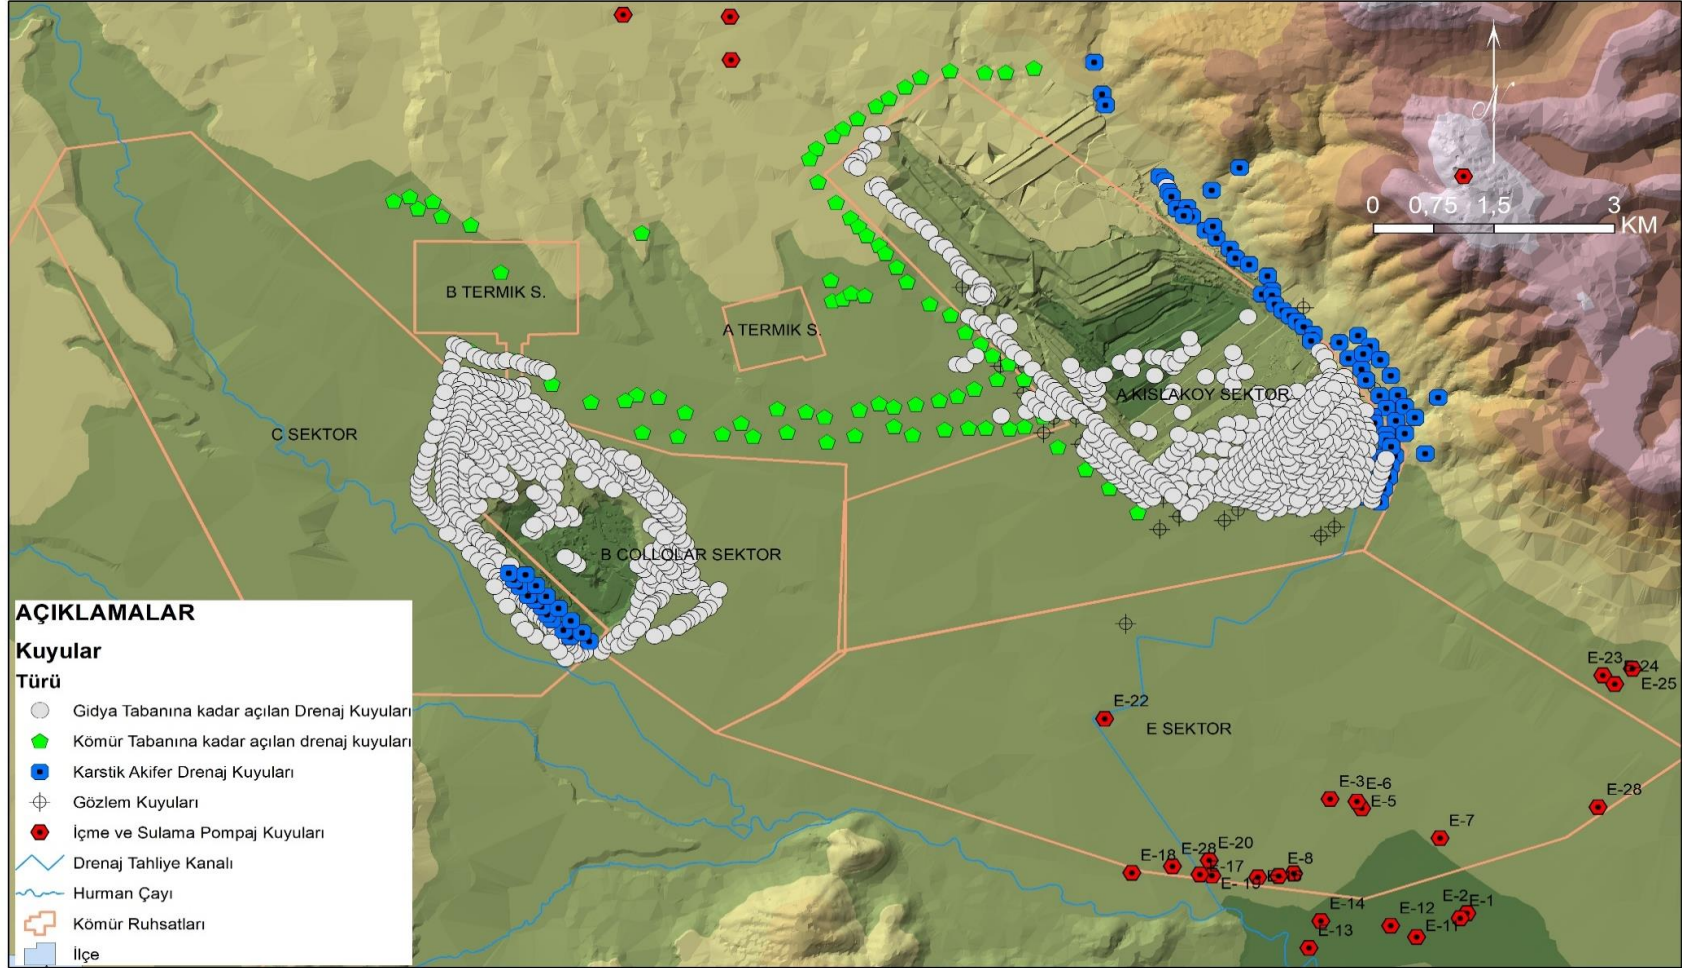 N
0 0,75 1,5 3
KM
B TERMIK S.
A TERMIK S.
A KISLAKOY SEKTOR
C SEKTOR
B COLLOLAR SEKTOR
AÇIKLAMALAR
Kuyular
Türü
Gidya Tabanına kadar açılan Drenaj Kuyuları
Kömür Tabanına kadar açılan drenaj kuyuları
Karstik Akifer Drenaj Kuyuları
Gözlem Kuyuları
İçme ve Sulama Pompaj Kuyuları
Drenaj Tahliye Kanalı
Hurman Çayı
Kömür Ruhsatları
İlçe
E-23
E-24
E-25
E-22
E SEKTOR
E-3
E-6
E-5
E-28
E-7
E-20
E-28
E-18
E-17
E-8
E- 19
E-2
E-1
E-14
E-12
E-11
E-13